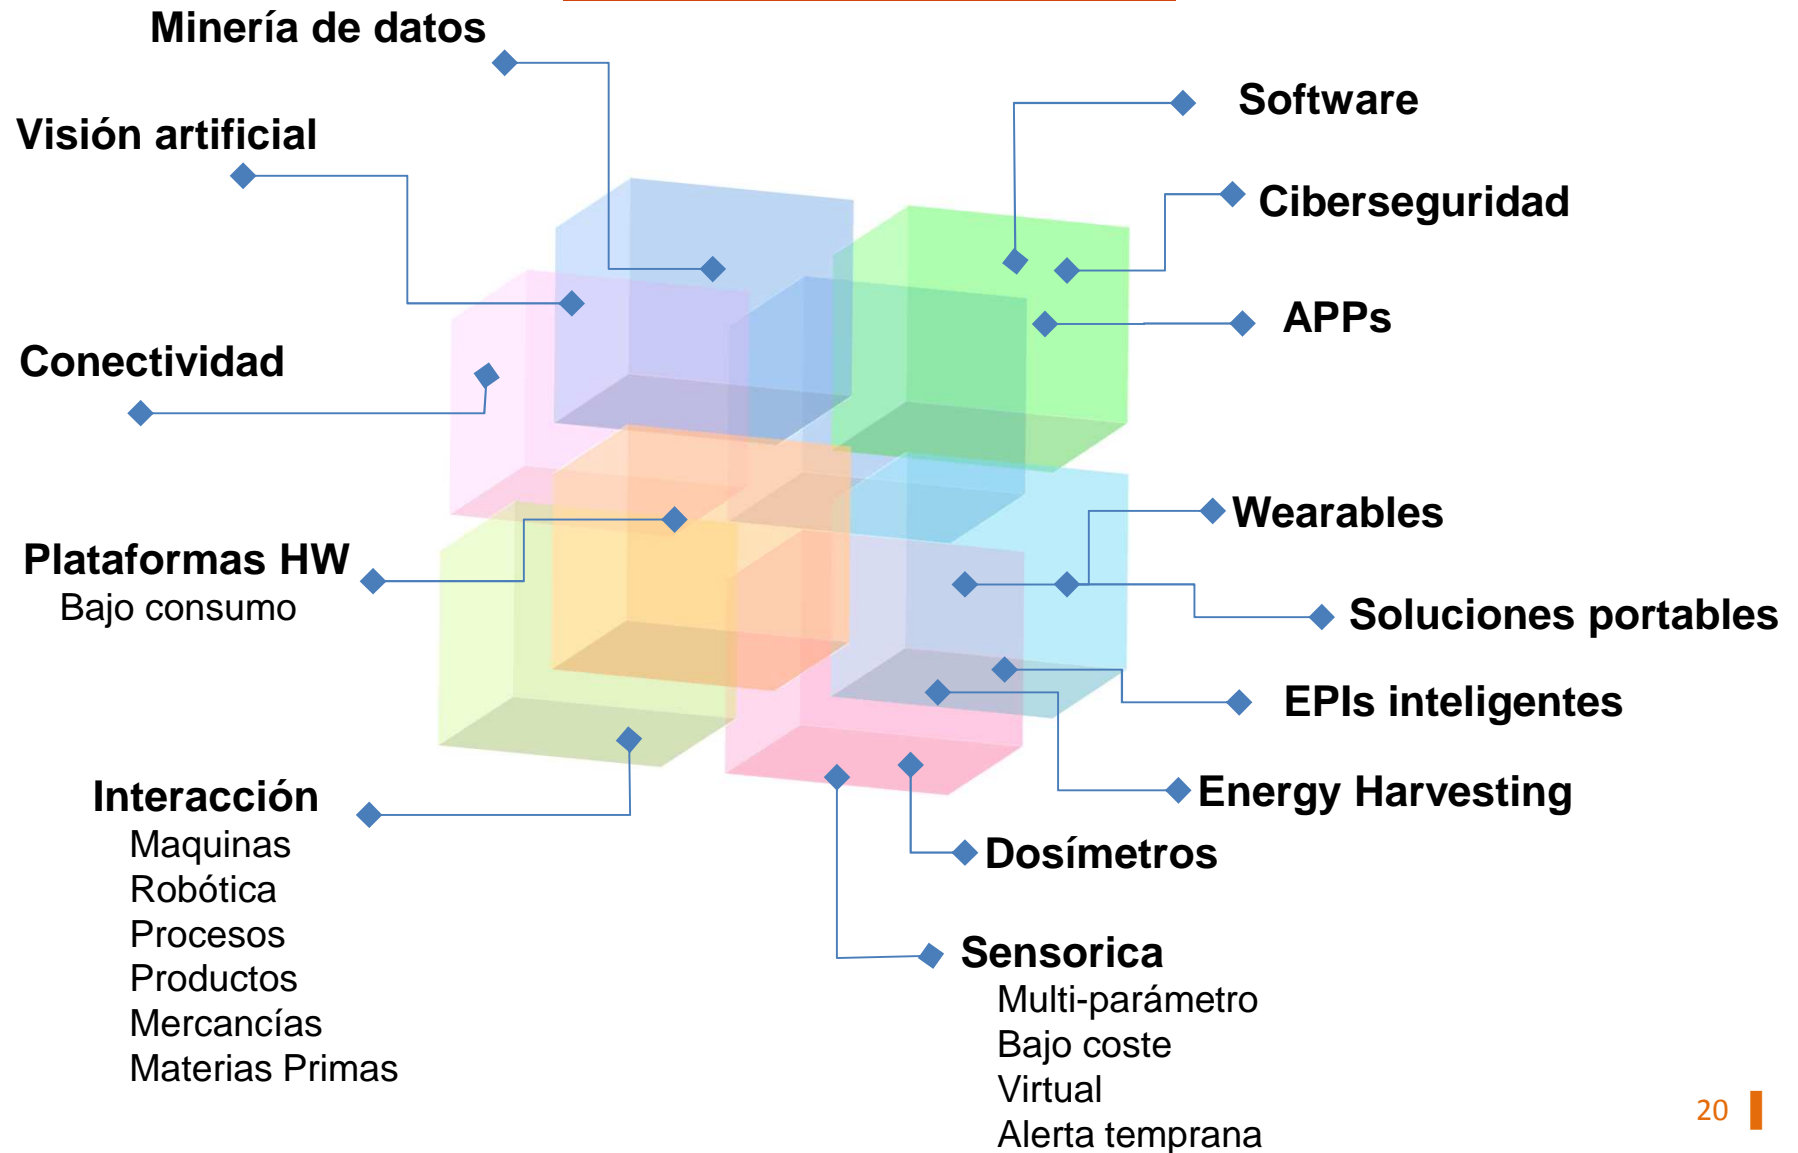 Minería de datos
Visión artificial
Conectividad
Plataformas HW
Bajo consumo
Interacción
Maquinas
Robótica
Procesos
Productos
Mercancías
Materias Primas
Software
Ciberseguridad
APPs
Wearables
Soluciones portables
EPIs inteligentes
Energy Harvesting
Dosímetros
Sensorica
Multi-parámetro
Bajo coste
Virtual
Alerta temprana
20